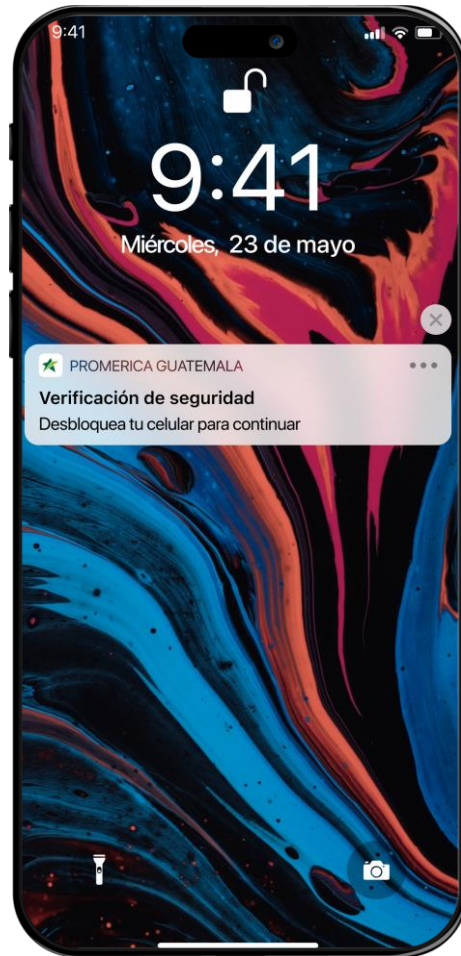 9:41
9:41
Miércoles, 23 de mayo
PROMERICA GUATEMALA
Verificación de seguridad
Desbloquea tu celular para continuar